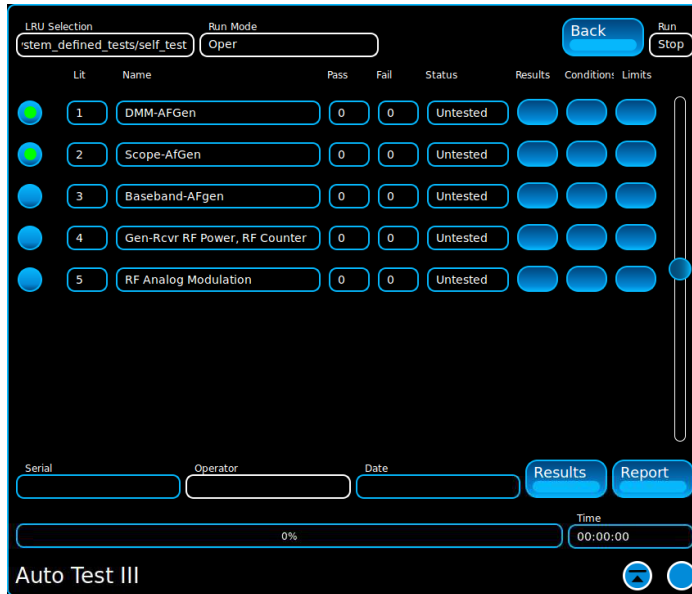 LRU Selection Run Mode Back Run
stem_defined_tests/self_test Oper Stop
Lit Name Pass Fail Status Results Conditions Limits
1 DMM-AFGen 0 0 Untested
2 Scope-AfGen 0 0 Untested
3 Baseband-AFgen 0 0 Untested
4 Gen-Rcvr RF Power, RF Counter 0 0 Untested
5 RF Analog Modulation 0 0 Untested
Serial Operator Date Results Report
Time
0% 00:00:00
Auto Test III